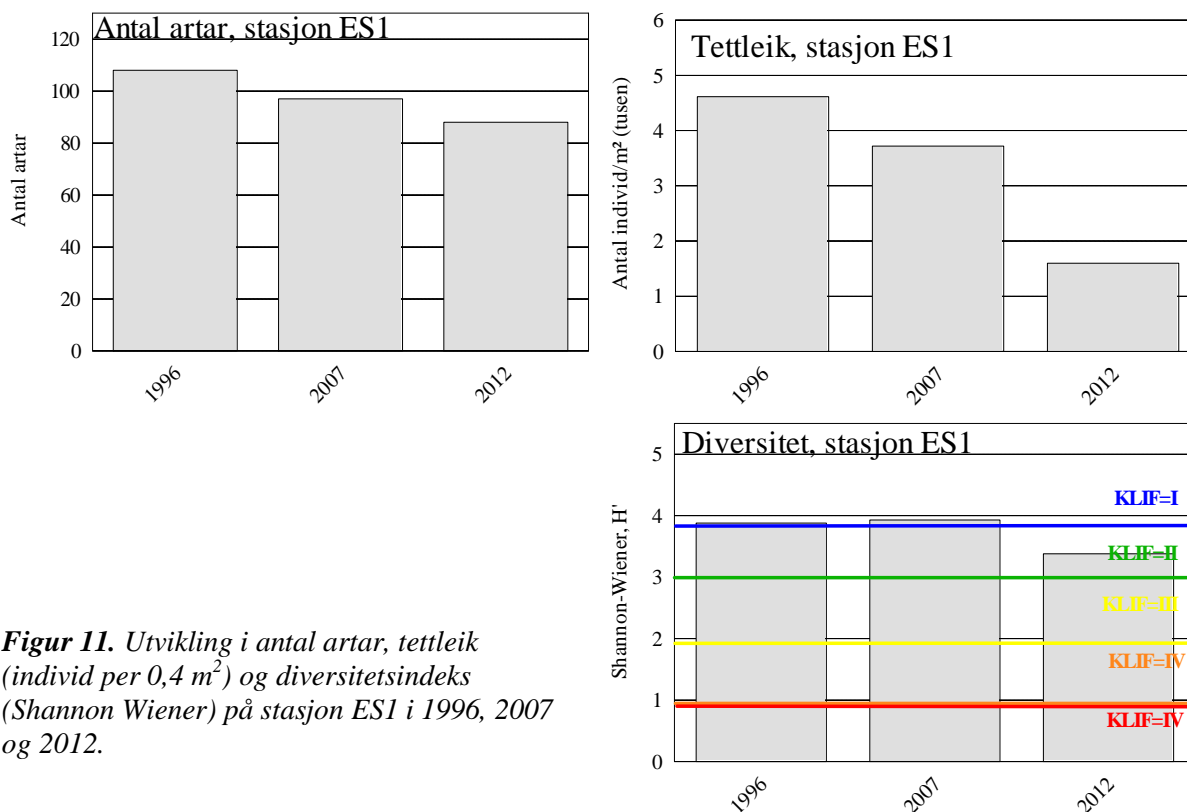 Antal artar, stasjon ES1
Antal artar
120
100
80
60
40
20
0
1996
2007
2012
Tettleik, stasjon ES1
Antal individ/m² (tusen)
6
5
4
3
2
1
0
1996
2007
2012
Diversitet, stasjon ES1
Shannon-Wiener, H'
5
4
3
2
1
0
KLIF=I
KLIF=II
KLIF=III
KLIF=IV
KLIF=IV
1996
2007
2012
Figur 11. Utvikling i antal artar, tettleik
(individ per 0,4 m²) og diversitetsindeks
(Shannon Wiener) på stasjon ES1 i 1996, 2007
og 2012.